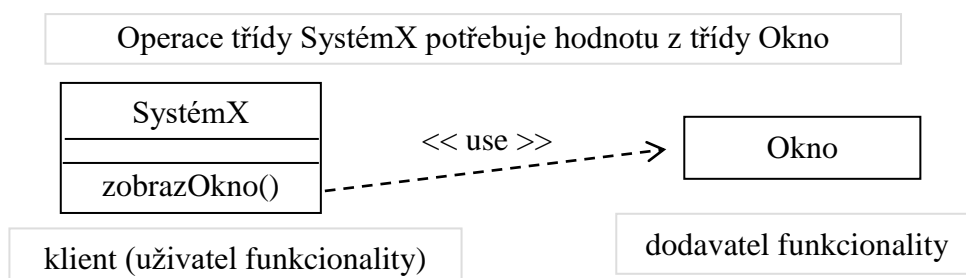 Operace třídy SystémX potřebuje hodnotu z třídy Okno
SystémX
<< use >>
Okno
zobrazOkno()
klient (uživatel funkcionality)
dodavatel funkcionality